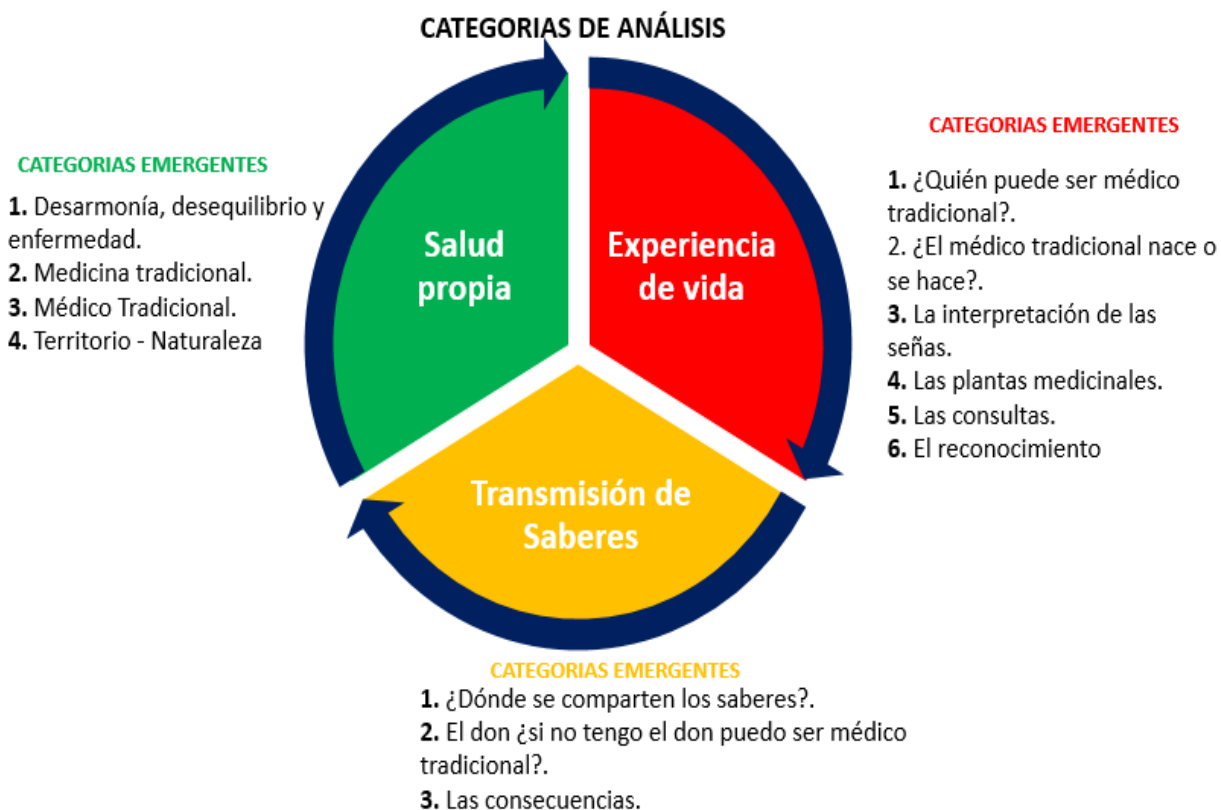 CATEGORIAS DE ANÁLISIS
CATEGORIAS EMERGENTES
1. Desarmonía, desequilibrio y
enfermedad.
2. Medicina tradicional.
3. Médico Tradicional.
4. Territorio - Naturaleza
Salud
propia
Experiencia
de vida
CATEGORIAS EMERGENTES
1. ¿Quién puede ser médico
tradicional?.
2. ¿El médico tradicional nace o
se hace?.
3. La interpretación de las
señas.
4. Las plantas medicinales.
5. Las consultas.
6. El reconocimiento
Transmisión de
Saberes
CATEGORIAS EMERGENTES
1. ¿Dónde se comparten los saberes?.
2. El don ¿si no tengo el don puedo ser médico
tradicional?.
3. Las consecuencias.